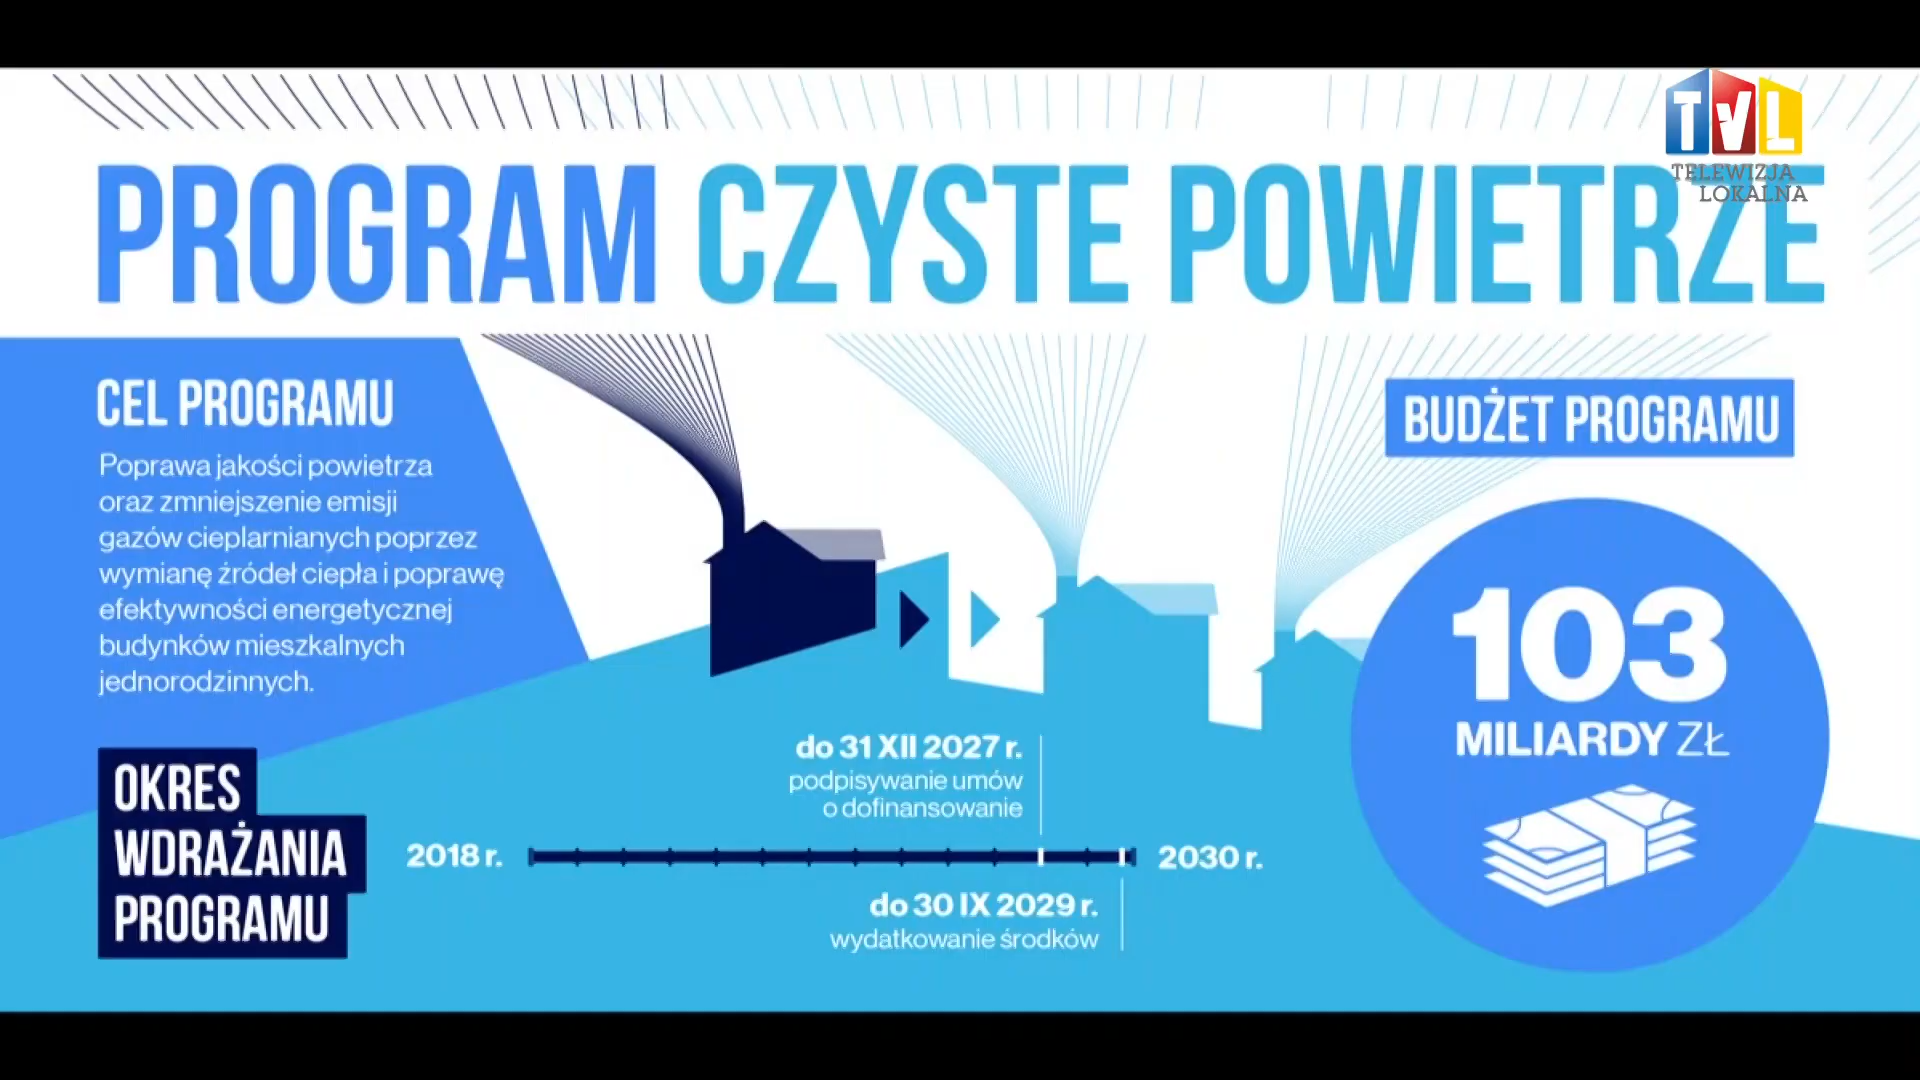 TVL
TELEWIZJA
LOKALNA
PROGRAM CZYSTE POWIETRZE
CEL PROGRAMU
Poprawa jakości powietrza
oraz zmniejszenie emisji
gazów cieplarnianych poprzez
wymianę źródeł ciepła i poprawę
efektywności energetycznej
budynków mieszkalnych
jednorodzinnych.
BUDŻET PROGRAMU
103
MILIARDY ZŁ
OKRES
WDRAŻANIA
PROGRAMU
do 31 XII 2027 r.
podpisywanie umów
o dofinansowanie
2018 r.
2030 r.
do 30 IX 2029 r.
wydatkowanie środków